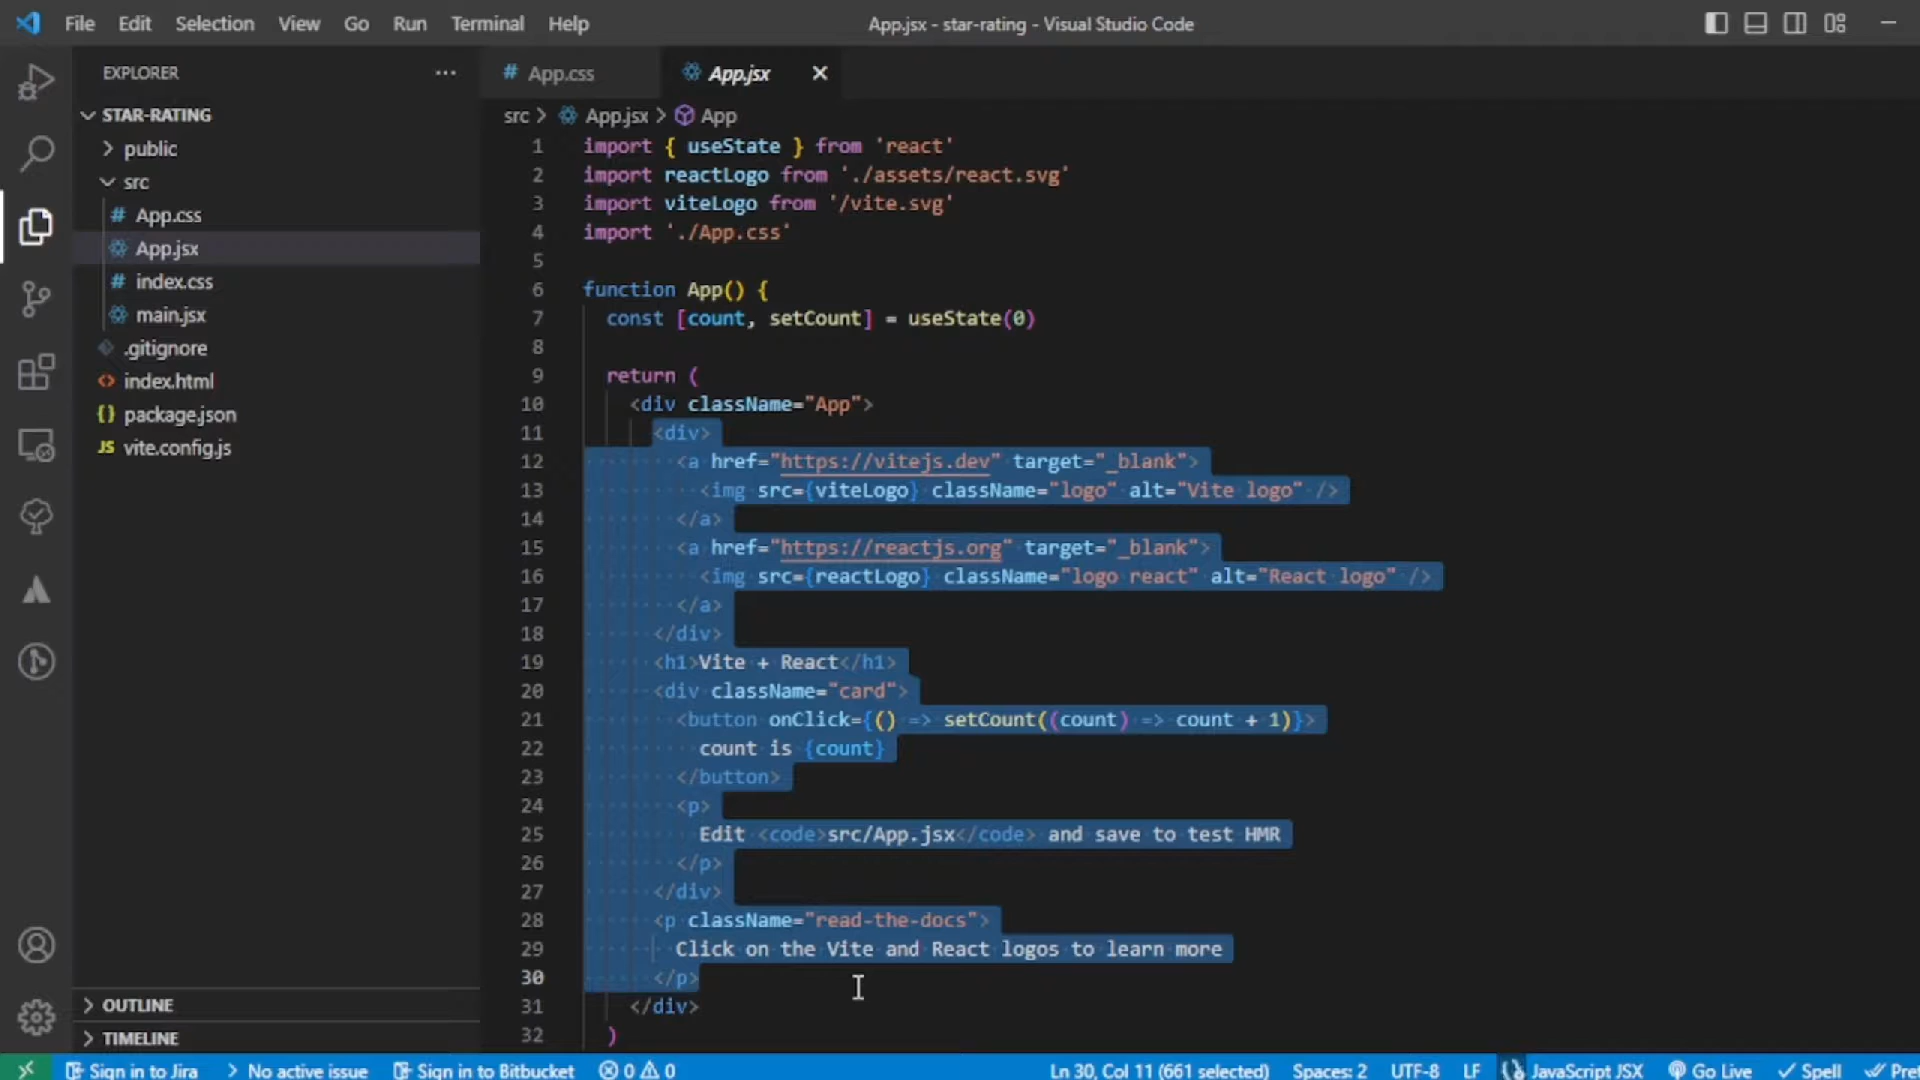 File Edit Selection View Go Run Terminal Help
App.jsx - star-rating - Visual Studio Code
EXPLORER
STAR-RATING
public
src
App.css
App.jsx
index.css
main.jsx
.gitignore
index.html
package.json
vite.config.js
OUTLINE
TIMELINE
App.css
App.jsx
src > App.jsx > App
1 import { useState } from 'react'
2 import reactLogo from './assets/react.svg'
3 import viteLogo from '/vite.svg'
4 import './App.css'
5
6 function App() {
7 const [count, setCount] = useState(0)
8
9 return (
10 <div className="App">
11 <div>
12 <a href="https://vitejs.dev" target="_blank">
13 <img src={viteLogo} className="logo" alt="Vite logo" />
14 </a>
15 <a href="https://reactjs.org" target="_blank">
16 <img src={reactLogo} className="logo react" alt="React logo" />
17 </a>
18 </div>
19 <h1>Vite + React</h1>
20 <div className="card">
21 <button onClick={() => setCount((count) => count + 1)}>
22 count is {count}
23 </button>
24 <p>
25 Edit <code>src/App.jsx</code> and save to test HMR
26 </p>
27 </div>
28 <p className="read-the-docs">
29 Click on the Vite and React logos to learn more
30 </p>
31 </div>
32 )
Sign in to Jira > No active issue Sign in to Bitbucket 0 0 Ln 30, Col 11 (661 selected) Spaces: 2 UTF-8 LF JavaScript JSX Go Live Spell